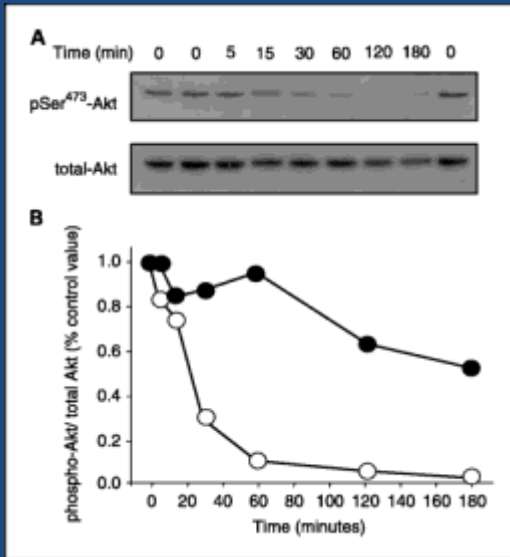 A
Time (min) 0 0 5 15 30 60 120 180 0
pSer473-Akt
total-Akt
B
phospho-Akt/ total Akt (% control value)
1.0
0.8
0.6
0.4
0.2
0.0
0 20 40 60 80 100 120 140 160 180
Time (minutes)